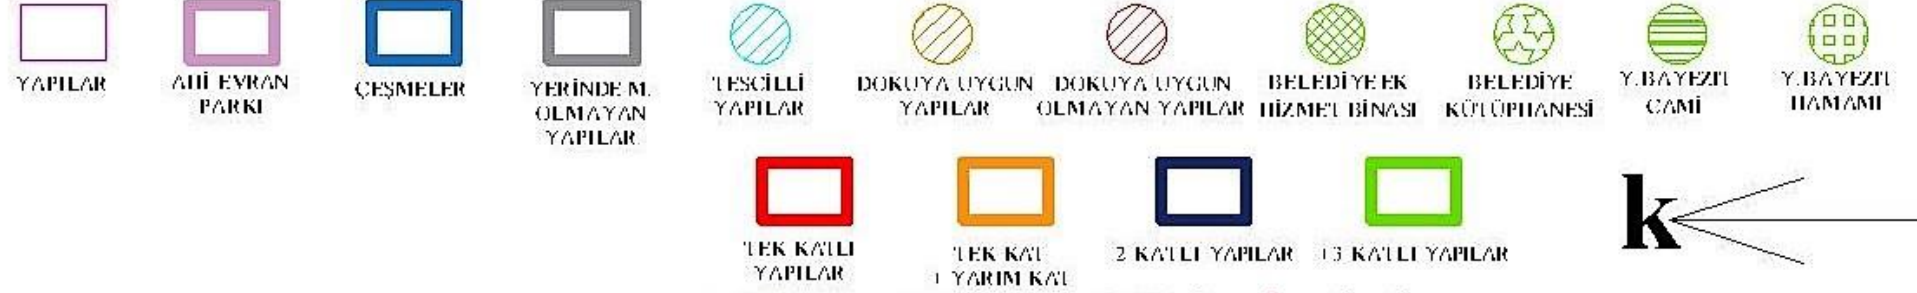 YAPILAR
AHİ EVRAN
PARKI
ÇEŞMELER
YERİNDE M.
OLMAYAN
YAPILAR
TESCİLLİ
YAPILAR
DOKUYA UYGUN
YAPILAR
DOKUYA UYGUN
OLMAYAN YAPILAR
BELEDİYE EK
HİZMET BİNASI
BELEDİYE
KÜTÜPHANESİ
Y.BAYEZIT
CAMİ
Y.BAYEZIT
HAMAMI
TEK KATLI
YAPILAR
TEK KAT
+ YARIM KAT
2 KATLI YAPILAR
+3 KATLI YAPILAR
k